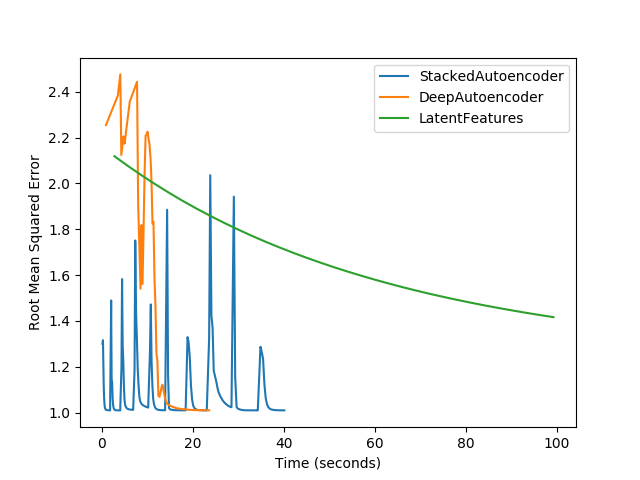 StackedAutoencoder
DeepAutoencoder
LatentFeatures
Root Mean Squared Error
2.4
2.2
2.0
1.8
1.6
1.4
1.2
1.0
0 20 40 60 80 100
Time (seconds)